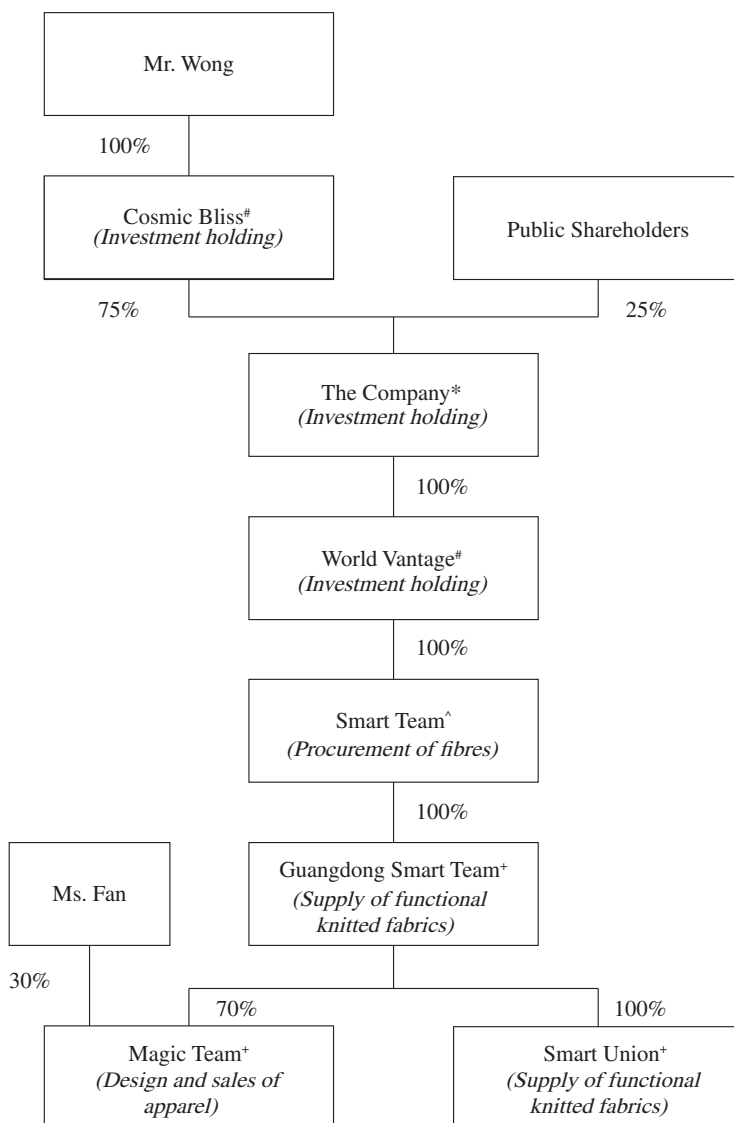 Mr. Wong
100%
Cosmic Bliss#
(Investment holding)
Public Shareholders
75%
25%
The Company*
(Investment holding)
100%
World Vantage#
(Investment holding)
100%
Smart Team^
(Procurement of fibres)
100%
Ms. Fan
Guangdong Smart Team+
(Supply of functional
knitted fabrics)
30%
70%
100%
Magic Team+
(Design and sales of
apparel)
Smart Union+
(Supply of functional
knitted fabrics)